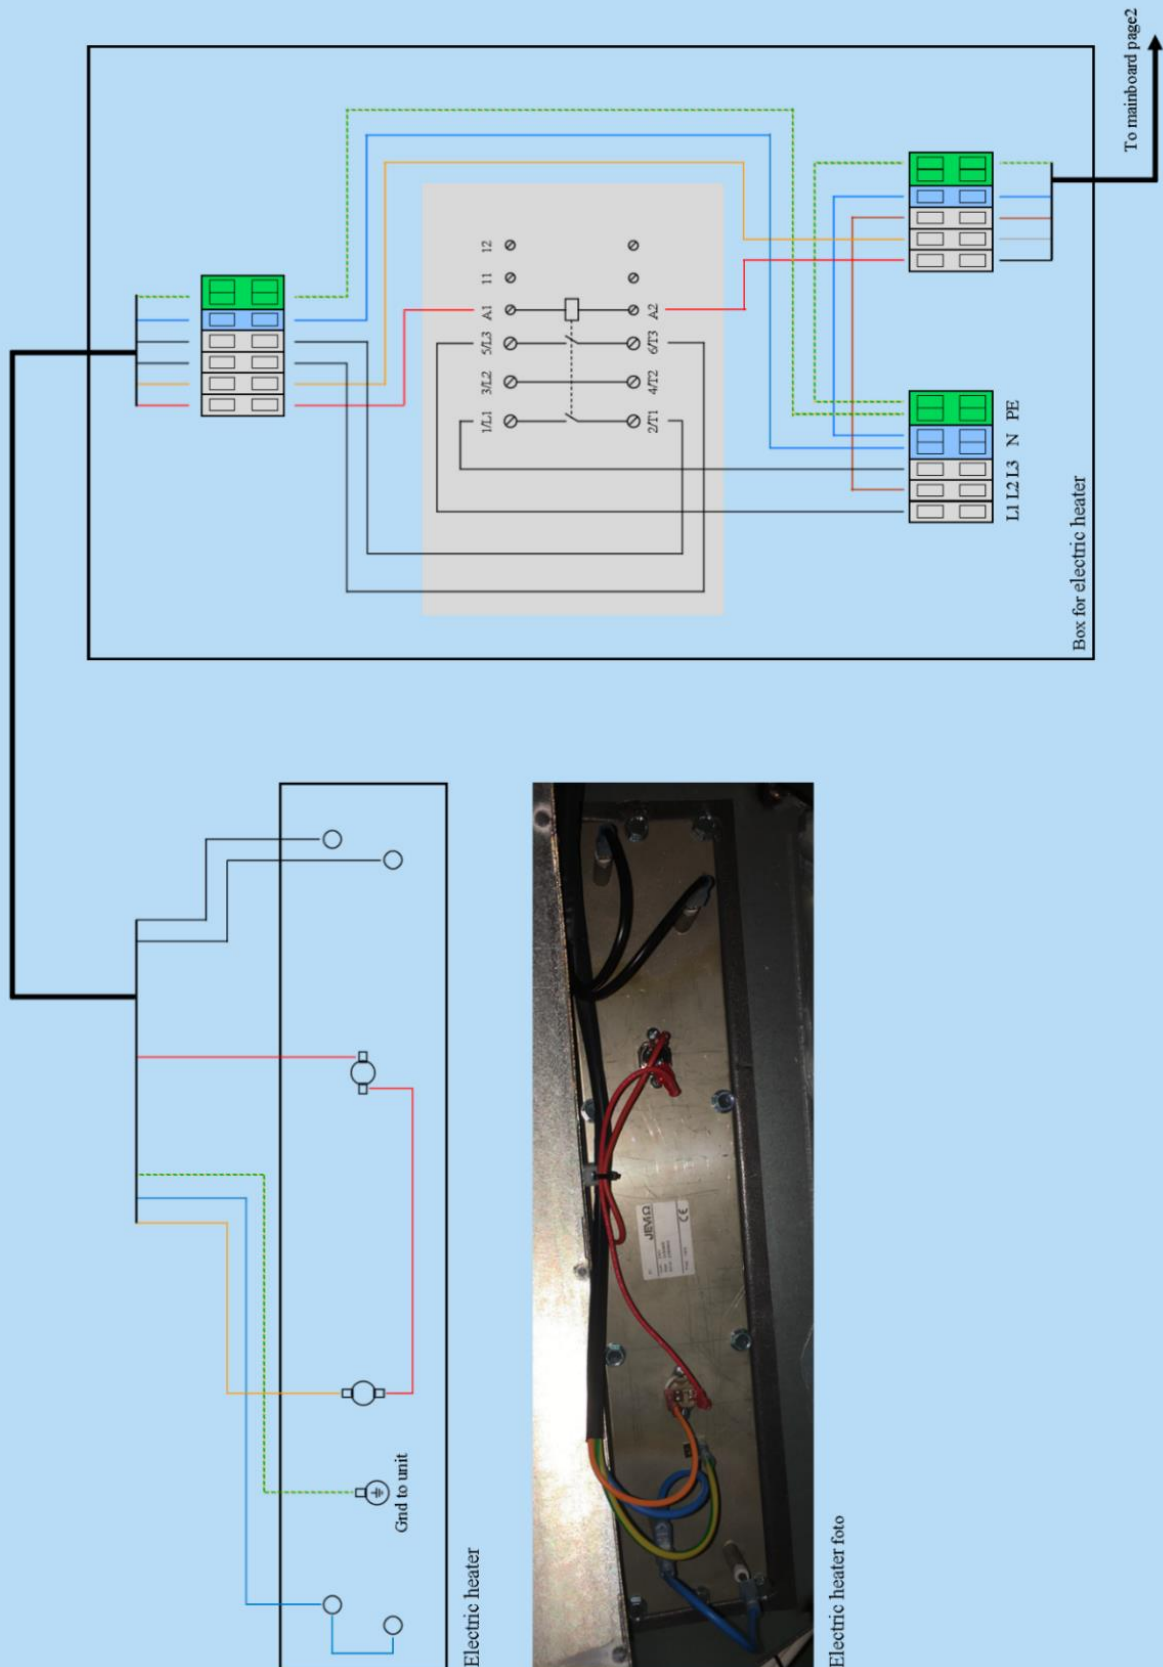 To mainboard page2
12
11
A1
5/L3
3/L2
1/L1
A2
6/T3
4/T2
2/T1
L1 L2 L3 N PE
Box for electric heater
Gnd to unit
Electric heater
JEVI
CE
Electric heater foto